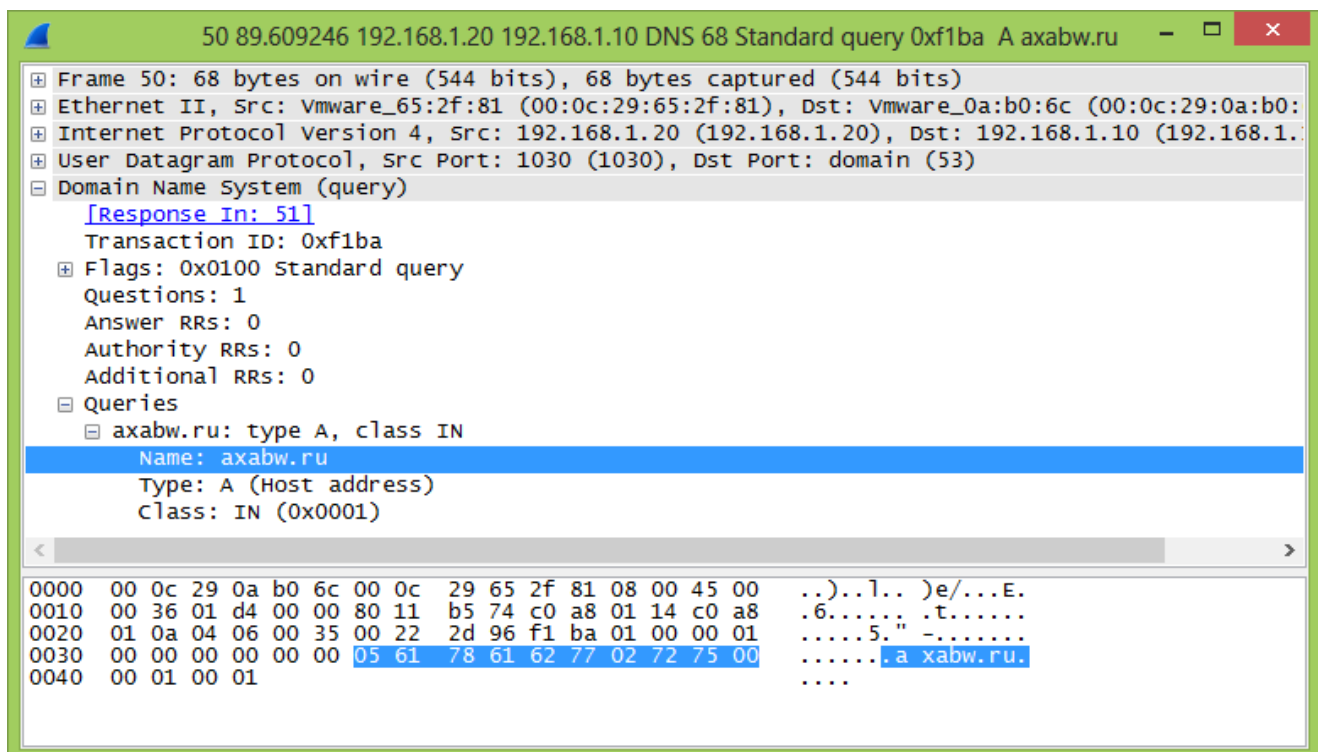 50 89.609246 192.168.1.20 192.168.1.10 DNS 68 Standard query 0xf1ba A axabw.ru
Frame 50: 68 bytes on wire (544 bits), 68 bytes captured (544 bits)
Ethernet II, Src: Vmware_65:2f:81 (00:0c:29:65:2f:81), Dst: Vmware_0a:b0:6c (00:0c:29:0a:b0:
Internet Protocol Version 4, Src: 192.168.1.20 (192.168.1.20), Dst: 192.168.1.10 (192.168.1.
User Datagram Protocol, Src Port: 1030 (1030), Dst Port: domain (53)
Domain Name System (query)
[Response In: 51]
Transaction ID: 0xf1ba
Flags: 0x0100 Standard query
Questions: 1
Answer RRs: 0
Authority RRs: 0
Additional RRs: 0
Queries
axabw.ru: type A, class IN
Name: axabw.ru
Type: A (Host address)
Class: IN (0x0001)
0000 00 0c 29 0a b0 6c 00 0c 29 65 2f 81 08 00 45 00 ..)..l.. )e/...E.
0010 00 36 01 d4 00 00 80 11 b5 74 c0 a8 01 14 c0 a8 .6...... .t......
0020 01 0a 04 06 00 35 00 22 2d 96 f1 ba 01 00 00 01 .....5." -.......
0030 00 00 00 00 00 00 05 61 78 61 62 77 02 72 75 00 .......a xabw.ru.
0040 00 01 00 01 ....